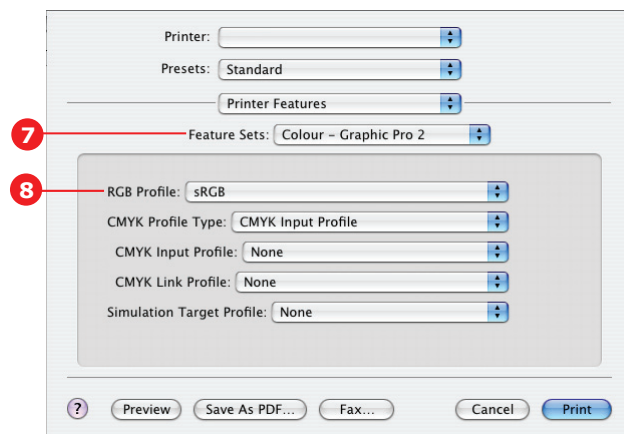 Printer:
Presets: Standard
Printer Features
7 Feature Sets: Colour – Graphic Pro 2
8 RGB Profile: sRGB
CMYK Profile Type: CMYK Input Profile
CMYK Input Profile: None
CMYK Link Profile: None
Simulation Target Profile: None
? Preview Save As PDF... Fax... Cancel Print